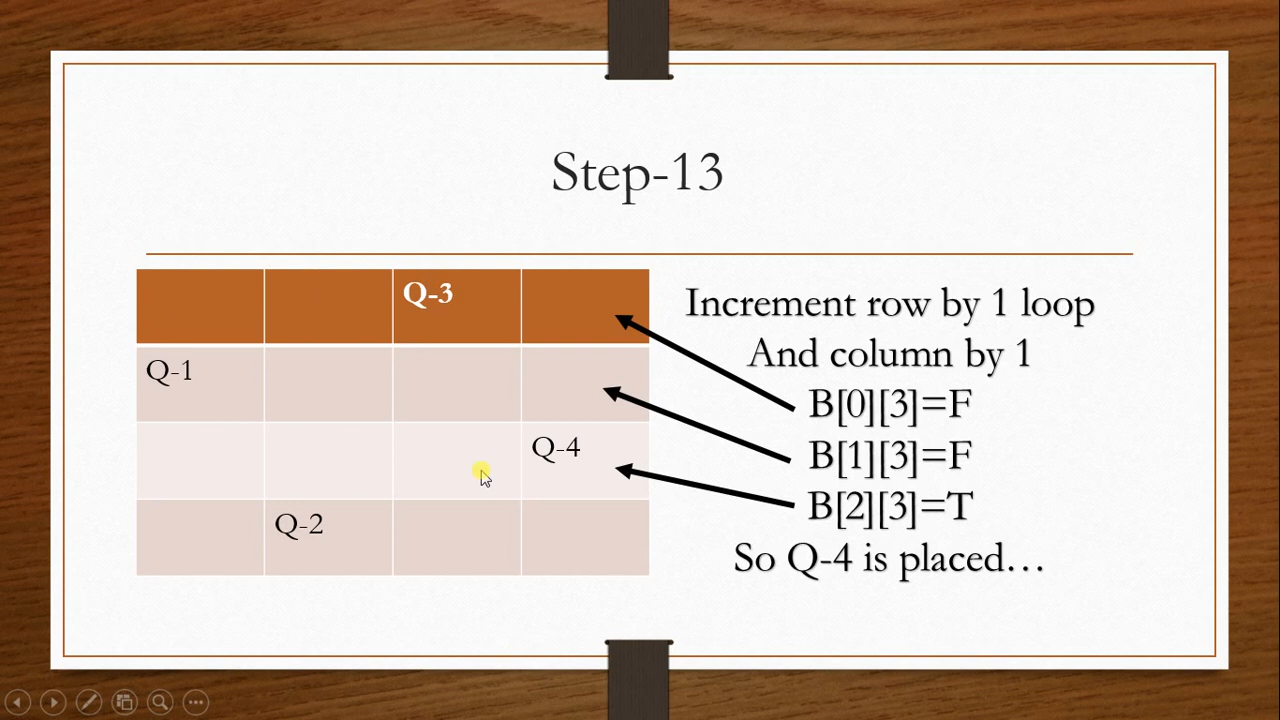 Step-13
Q-3
Q-1
Q-4
Q-2
Increment row by 1 loop
And column by 1
B[0][3]=F
B[1][3]=F
B[2][3]=T
So Q-4 is placed…